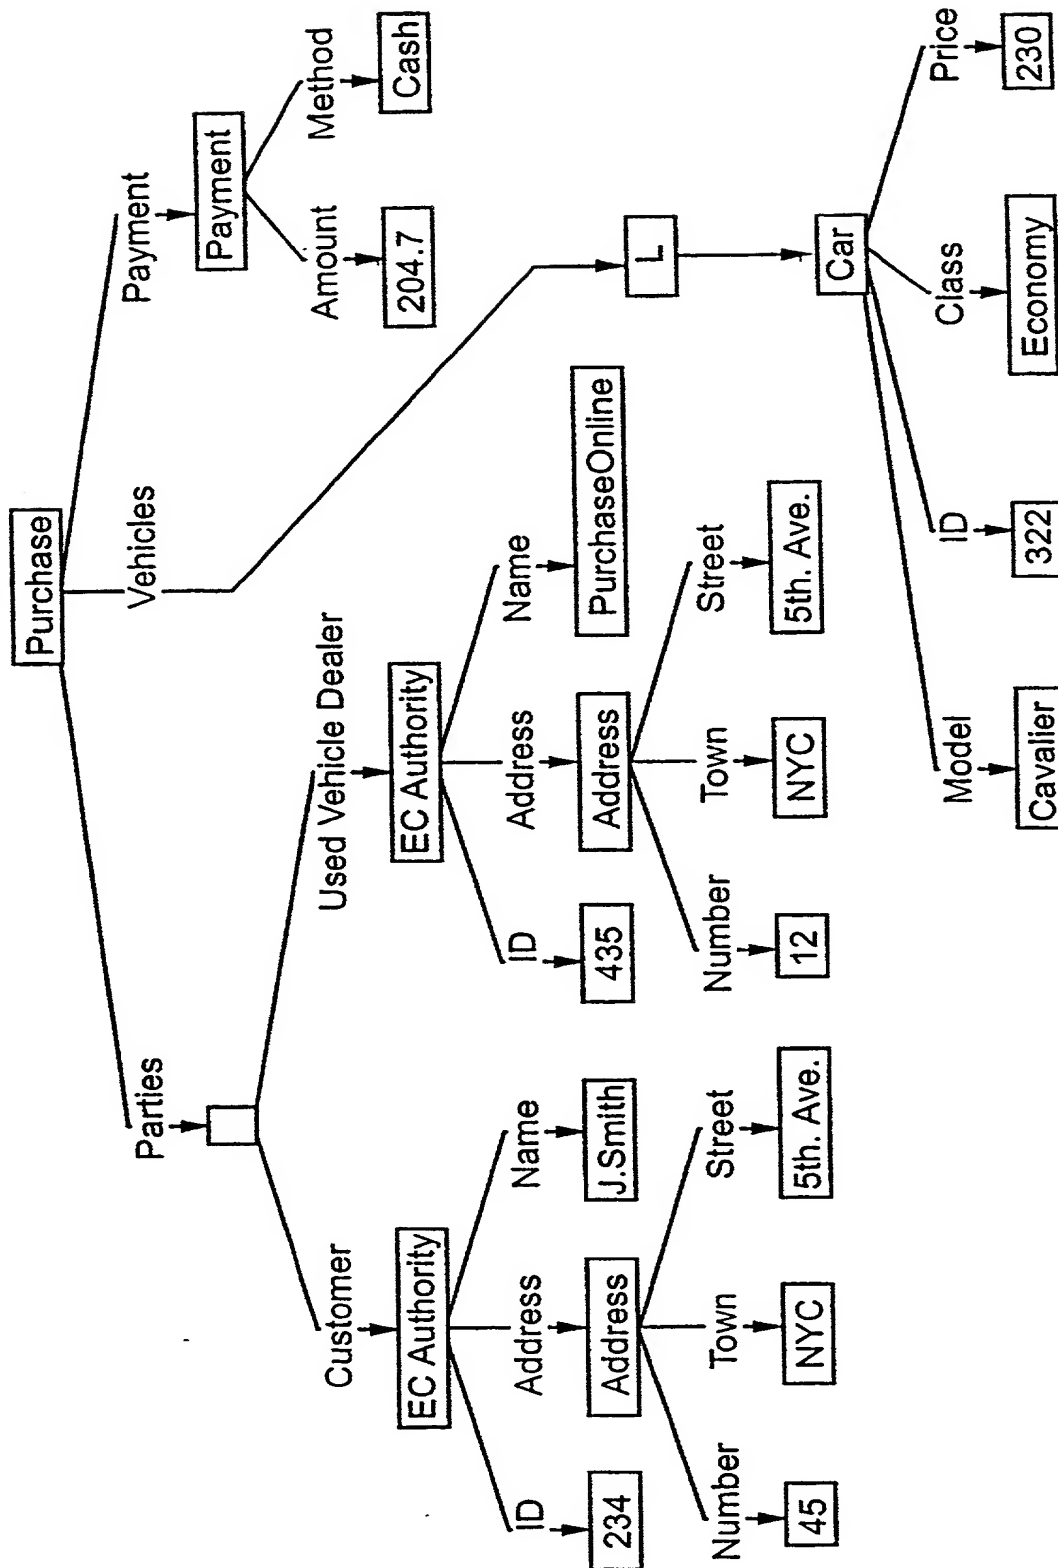 Purchase
Parties
Vehicles
Payment
Payment
Amount
Method
204.7
Cash
Customer
Used Vehicle Dealer
EC Authority
EC Authority
ID
Address
Name
ID
Address
Name
234
Address
J.Smith
435
Address
PurchaseOnline
L
Number
Town
Street
Number
Town
Street
45
NYC
5th. Ave.
12
NYC
5th. Ave.
Car
Model
ID
Class
Price
Cavalier
322
Economy
230